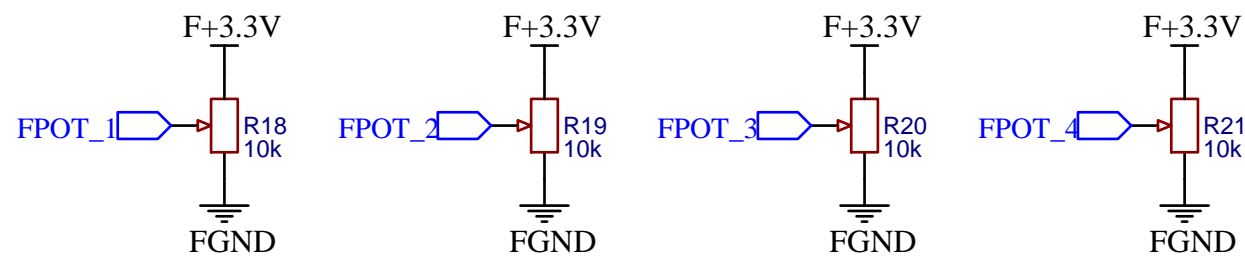 F+3.3V F+3.3V F+3.3V F+3.3V
FPOT_1 R18 FPOT_2 R19 FPOT_3 R20 FPOT_4 R21
10k 10k 10k 10k
FGND FGND FGND FGND